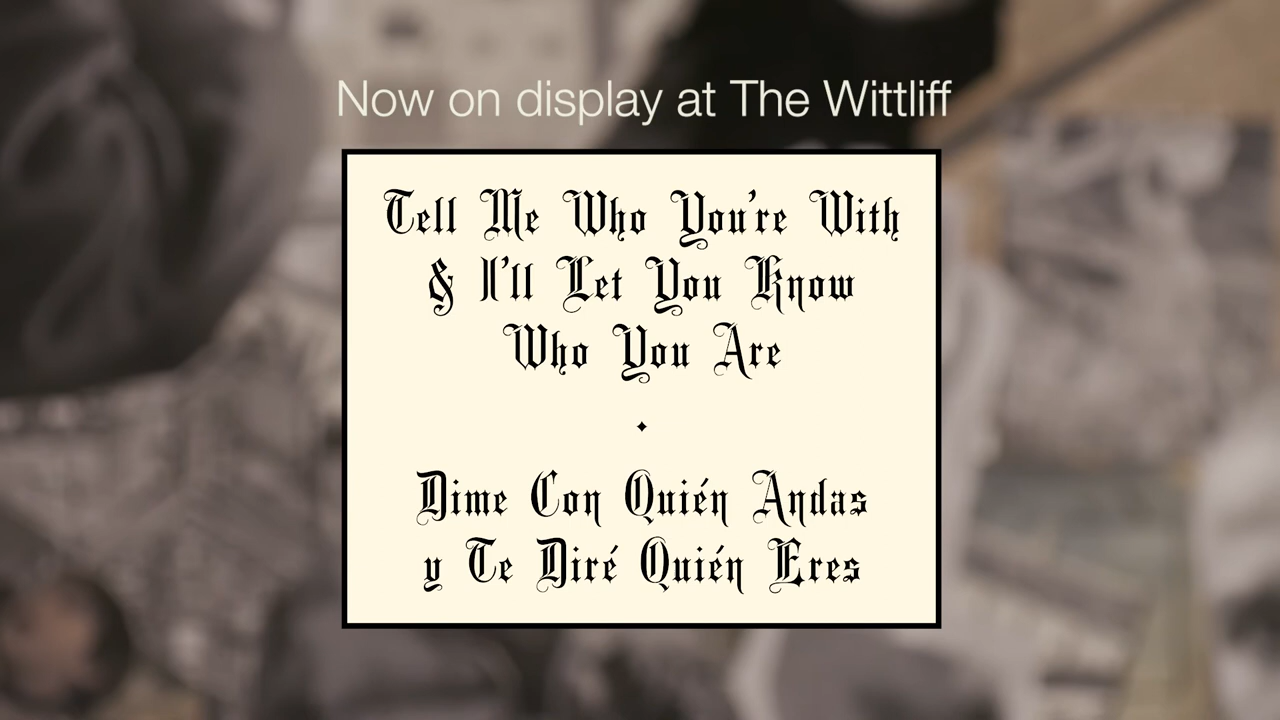 Now on display at The Wittliff
Tell Me Who You're With
& I'll Let You Know
Who You Are
Dime Con Quién Andas
y Te Diré Quién Eres